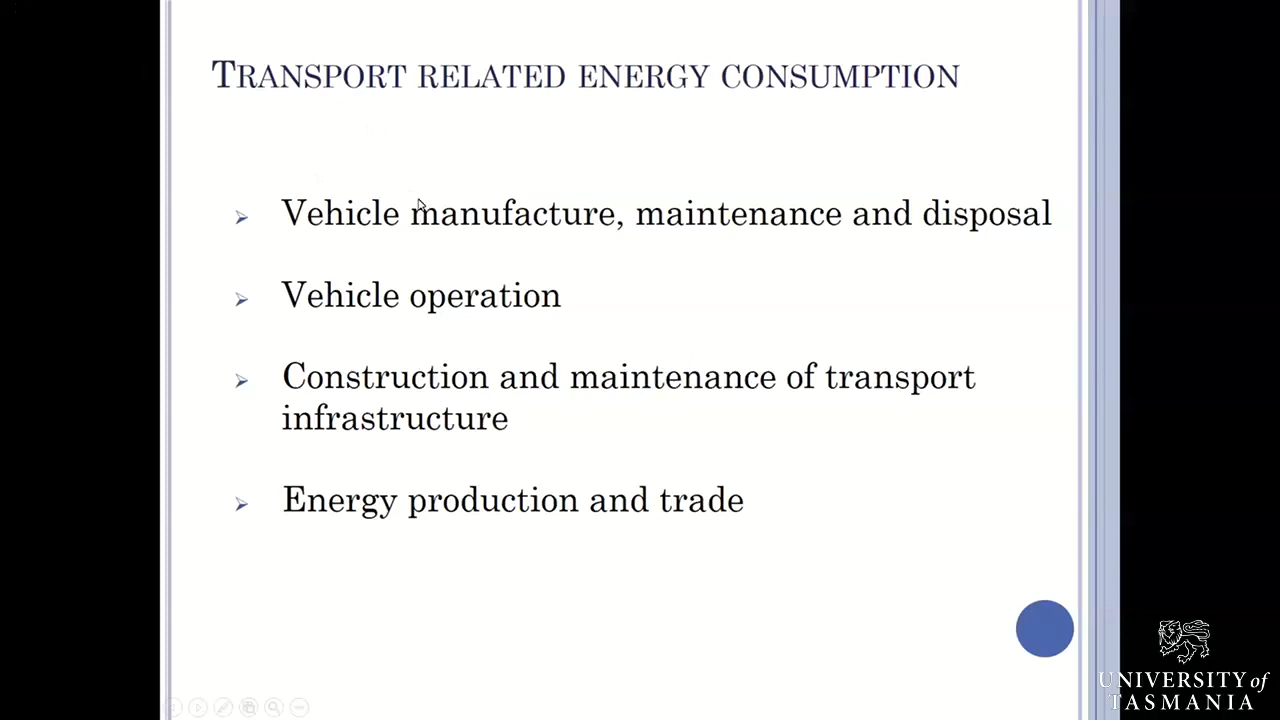 TRANSPORT RELATED ENERGY CONSUMPTION
Vehicle manufacture, maintenance and disposal
Vehicle operation
Construction and maintenance of transport
infrastructure
Energy production and trade
UNIVERSITY of
TASMANIA